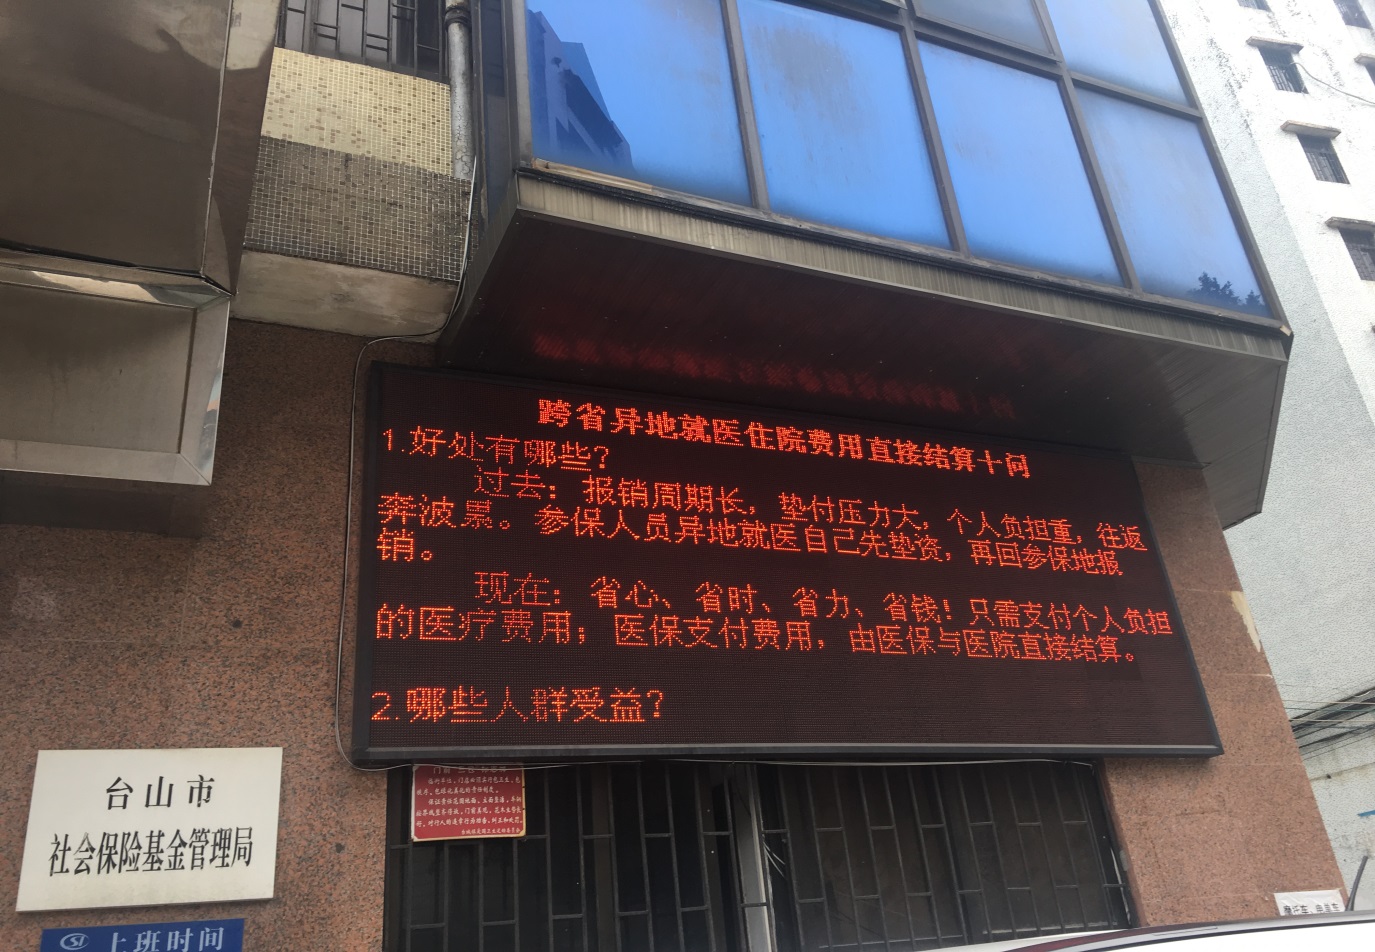 跨省异地就医住院费用直接结算十问
1.好处有哪些？
过去：报销周期长，垫付压力大，个人负担重，往返
奔波累。参保人员异地就医自己先垫资，再回参保地报
销。
现在：省心、省时、省力、省钱！只需支付个人负担
的医疗费用；医保支付费用，由医保与医院直接结算。
2.哪些人群受益？
台山市
社会保险基金管理局
上班时间